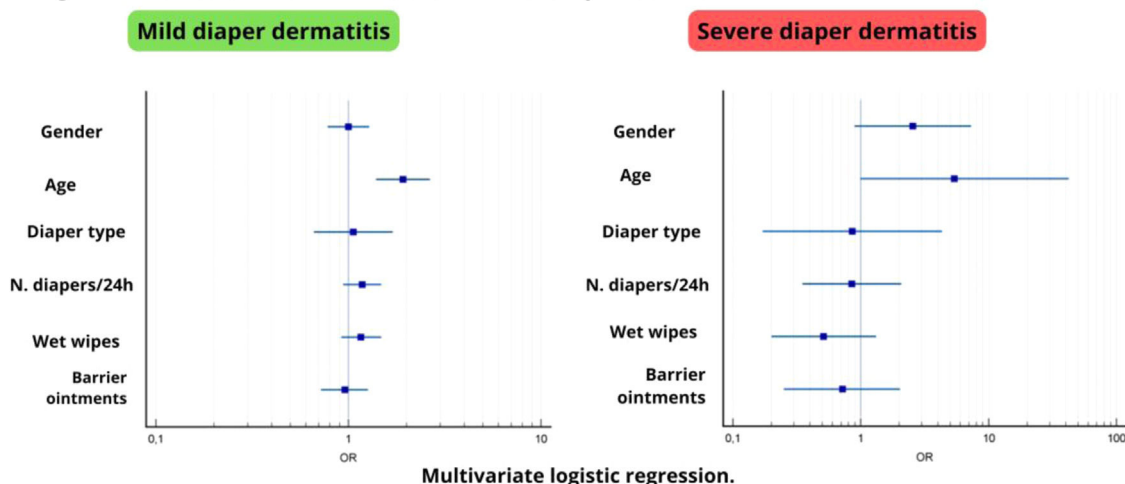 Mild diaper dermatitis
Gender
Age
Diaper type
N. diapers/24h
Wet wipes
Barrier
ointments
0,1
1
10
OR
Severe diaper dermatitis
Gender
Age
Diaper type
N. diapers/24h
Wet wipes
Barrier
ointments
0,1
1
10
100
OR
Multivariate logistic regression.